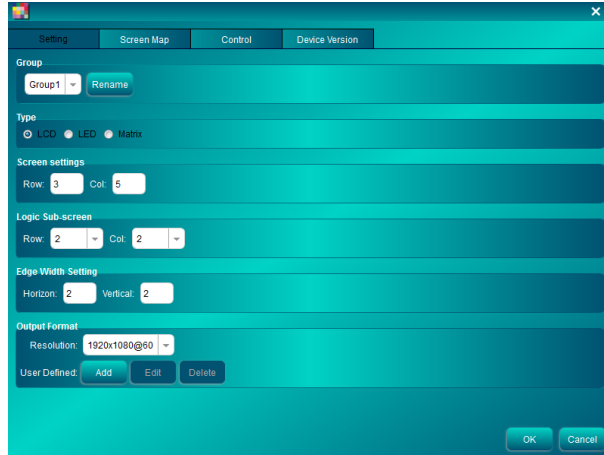 Setting Screen Map Control Device Version
Group
Group1 Rename
Type
LCD LED Matrix
Screen settings
Row: 3 Col: 5
Logic Sub-screen
Row: 2 Col: 2
Edge Width Setting
Horizon: 2 Vertical: 2
Output Format
Resolution: 1920x1080@60
User Defined: Add Edit Delete
OK Cancel